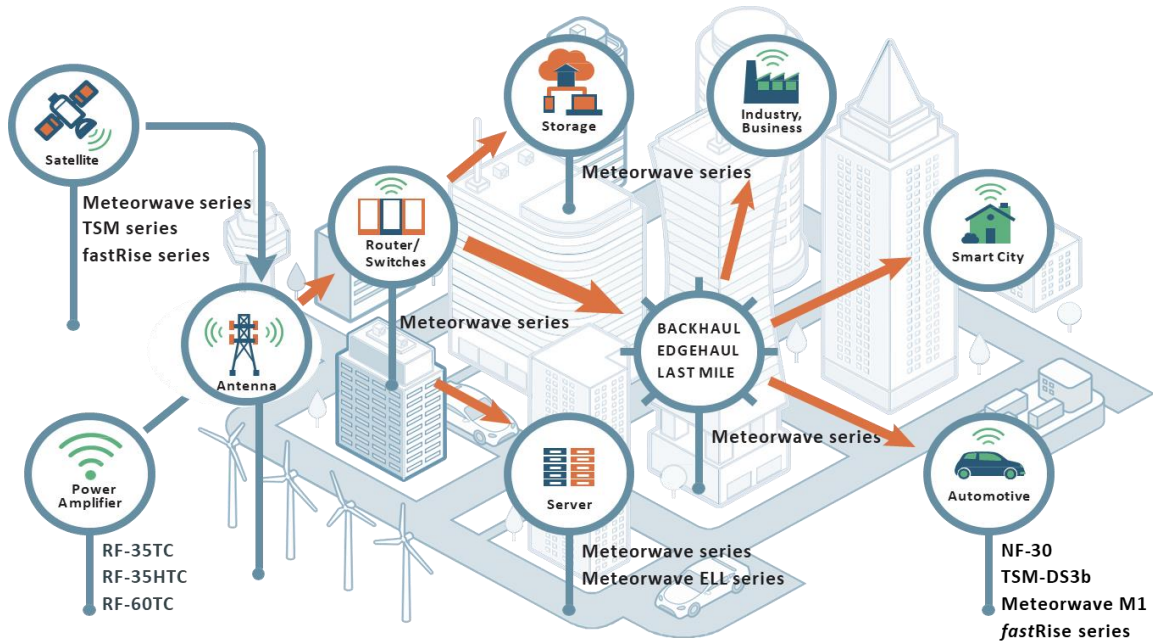 Satellite
Meteorwave series
TSM series
fastRise series
Storage
Meteorwave series
Industry,
Business
Router/
Switches
Meteorwave series
Smart City
Antenna
BACKHAUL
EDGEHAUL
LAST MILE
Meteorwave series
Power
Amplifier
RF-35TC
RF-35HTC
RF-60TC
Server
Meteorwave series
Meteorwave ELL series
Automotive
NF-30
TSM-DS3b
Meteorwave M1
fastRise series